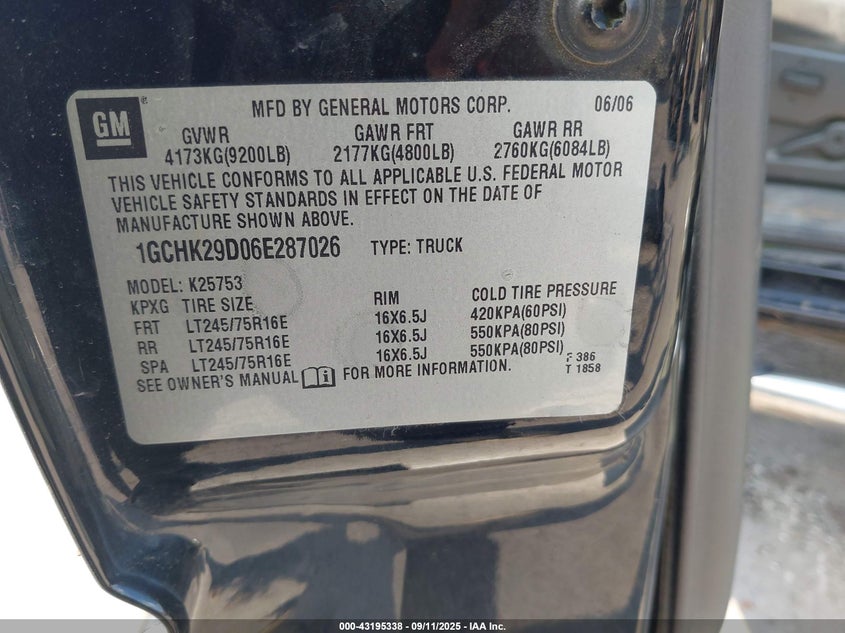 GM ® MFD BY GENERAL MOTORS CORP. 06/06
GVWR GAWR FRT GAWR RR
4173KG(9200LB) 2177KG(4800LB) 2760KG(6084LB)
THIS VEHICLE CONFORMS TO ALL APPLICABLE U.S. FEDERAL MOTOR
VEHICLE SAFETY STANDARDS IN EFFECT ON THE DATE OF
MANUFACTURE SHOWN ABOVE.
1GCHK29D06E287026 TYPE: TRUCK
MODEL: K25753
KPXG TIRE SIZE RIM COLD TIRE PRESSURE
FRT LT245/75R16E 16X6.5J 420KPA(60PSI)
RR LT245/75R16E 16X6.5J 550KPA(80PSI)
SPA LT245/75R16E 16X6.5J 550KPA(80PSI)
SEE OWNER'S MANUAL FOR MORE INFORMATION.
F 386
T 1858
000-43195338 - 09/11/2025 - IAA Inc.